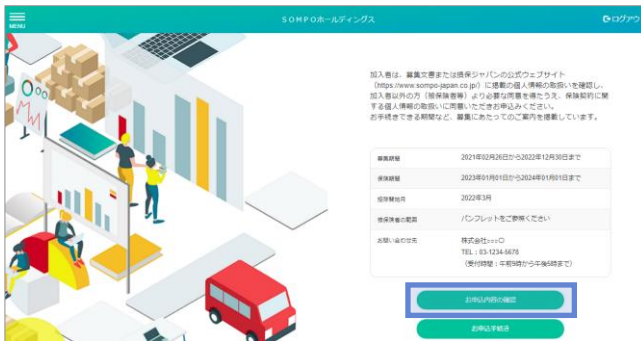 MENU
SOMPOホールディングス
ログアウ
加入者は、募集文書または損保ジャパンの公式ウェブサイト
(https://www.sompo-japan.co.jp/) に掲載の個人情報の取扱いを確認し、
加入者以外の方（被保険者等）より必要な同意を得たうえ、保険契約に関
する個人情報の取扱いに同意いただきお申込みください。
お手続きできる期間など、募集にあたってのご案内を掲載しています。
募集期間 2021年02月26日から2022年12月30日まで
保険期間 2023年01月01日から2024年01月01日まで
控除開始月 2022年3月
被保険者の範囲 パンフレットをご参照ください
お問い合わせ先 株式会社○○○○
TEL：03-1234-5678
（受付時間：午前9時から午後5時まで）
お申込内容の確認
お申込手続き